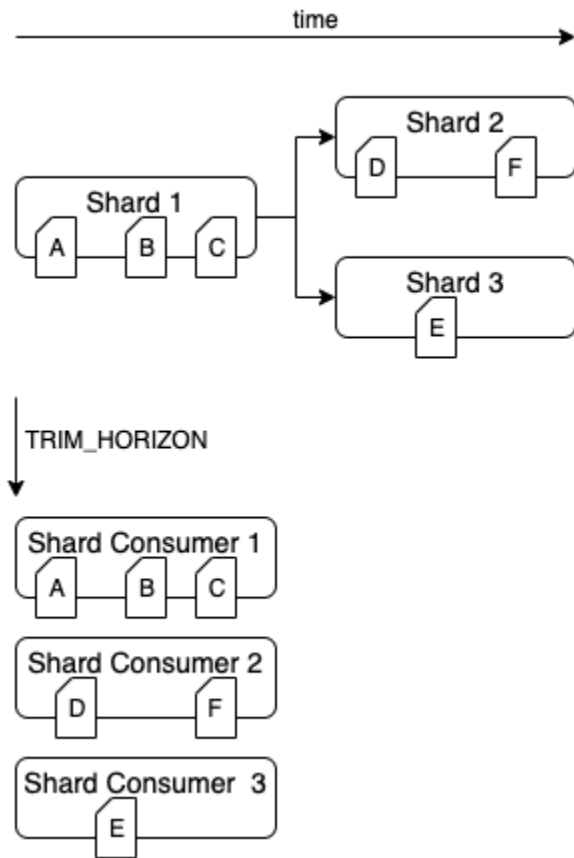 time
Shard 2
D
F
Shard 1
A
B
C
Shard 3
E
TRIM_HORIZON
Shard Consumer 1
A
B
C
Shard Consumer 2
D
F
Shard Consumer 3
E